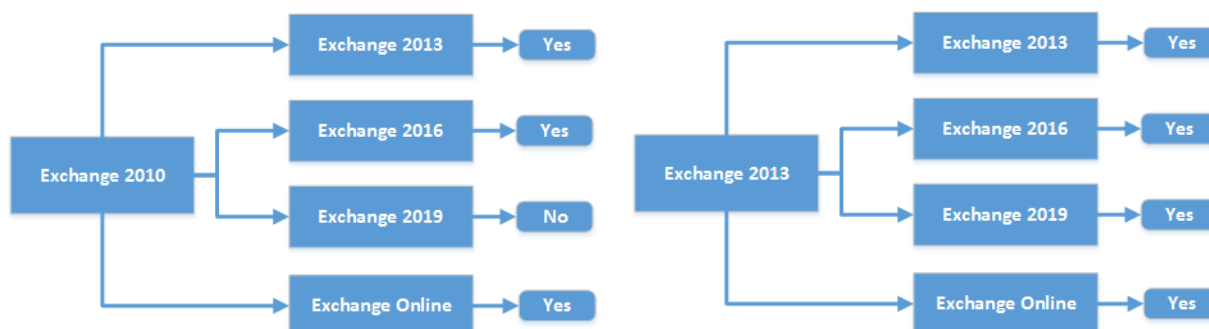 Exchange 2010
Exchange 2013
Yes
Exchange 2016
Yes
Exchange 2019
No
Exchange Online
Yes
Exchange 2013
Exchange 2013
Yes
Exchange 2016
Yes
Exchange 2019
Yes
Exchange Online
Yes